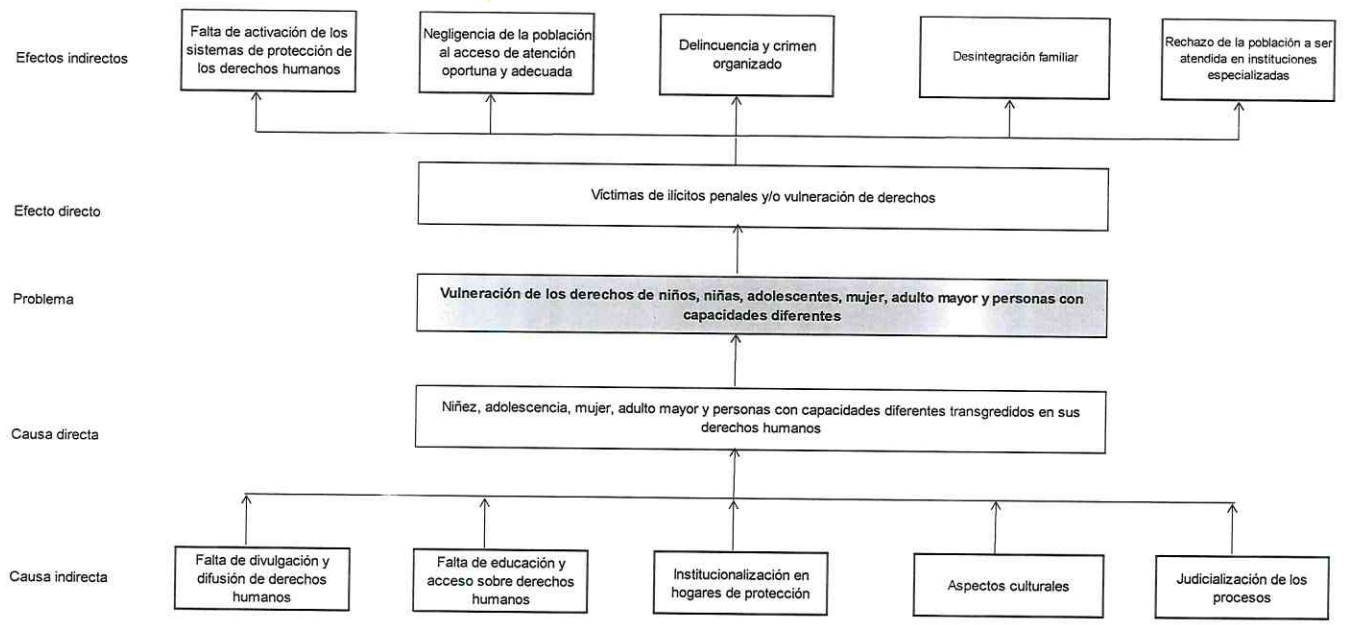 Efectos indirectos
Falta de activación de los
sistemas de protección de
los derechos humanos
Negligencia de la población
al acceso de atención
oportuna y adecuada
Delincuencia y crimen
organizado
Desintegración familiar
Rechazo de la población a ser
atendida en instituciones
especializadas
Efecto directo
Víctimas de ilícitos penales y/o vulneración de derechos
Problema
Vulneración de los derechos de niños, niñas, adolescentes, mujer, adulto mayor y personas con
capacidades diferentes
Causa directa
Niñez, adolescencia, mujer, adulto mayor y personas con capacidades diferentes transgredidos en sus
derechos humanos
Causa indirecta
Falta de divulgación y
difusión de derechos
humanos
Falta de educación y
acceso sobre derechos
humanos
Institucionalización en
hogares de protección
Aspectos culturales
Judicialización de los
procesos